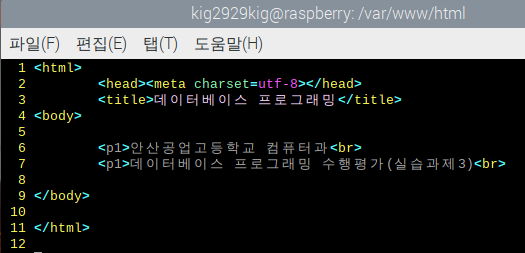 kig2929kig@raspberry: /var/www/html
파일(F) 편집(E) 탭(T) 도움말(H)
1 <html>
2 <head><meta charset=utf-8></head>
3 <title>데이터베이스 프로그래밍</title>
4 <body>
5
6 <p1>안산공업고등학교 컴퓨터과<br>
7 <p1>데이터베이스 프로그래밍 수행평가(실습과제3)<br>
8
9 </body>
10
11 </html>
12